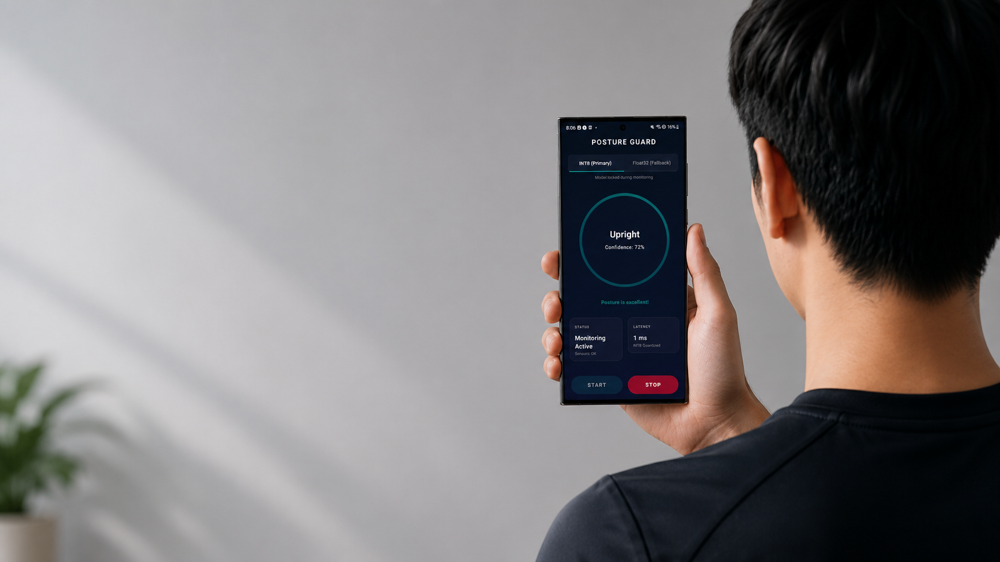 8:06 16%
POSTURE GUARD
INT8 (Primary) Float32 (Fallback)
Model locked during monitoring
Upright
Confidence: 72%
Posture is excellent!
STATUS LATENCY
Monitoring 1 ms
Active INT8 Quantized
Sensors: OK
START STOP